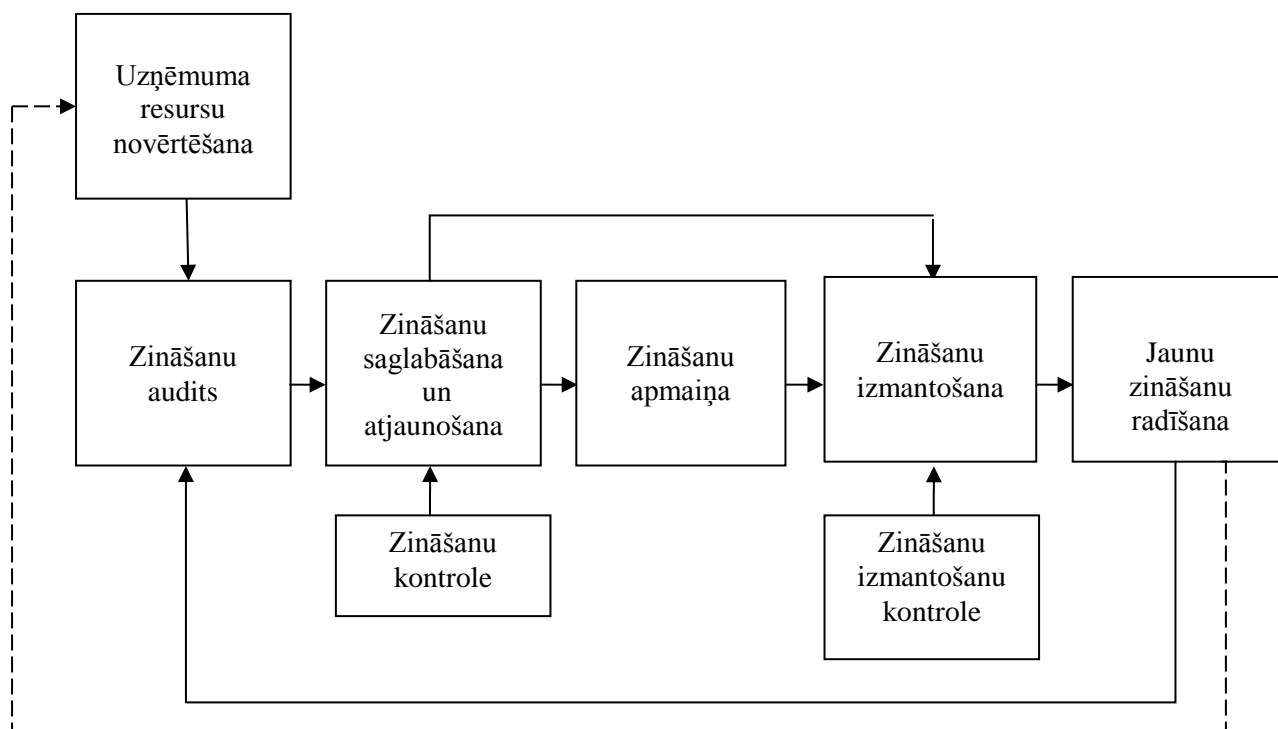 Uzņēmuma
resursu
novērtēšana
Zināšanu
audits
Zināšanu
saglabāšana
un
atjaunošana
Zināšanu
apmaiņa
Zināšanu
izmantošana
Jaunu
zināšanu
radīšana
Zināšanu
kontrole
Zināšanu
izmantošanu
kontrole